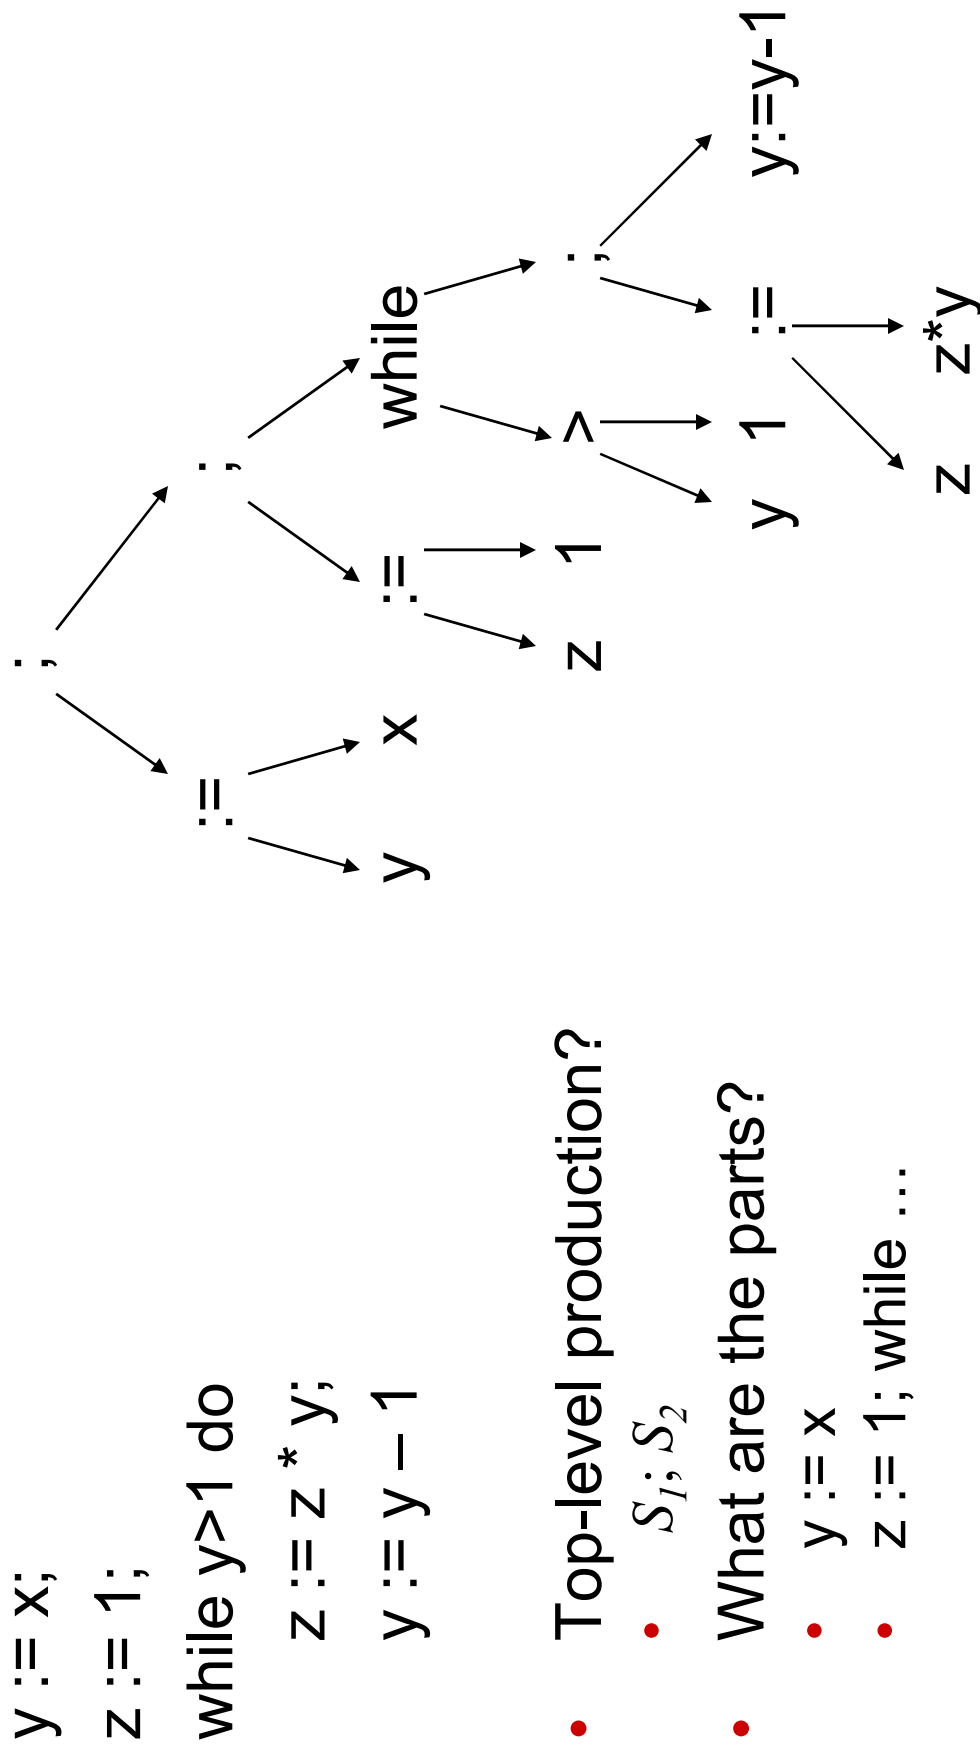 y := x;
z := 1;
while y>1 do
z := z * y;
y := y – 1
• Top-level production?
• S1; S2
• What are the parts?
• y := x
• z := 1; while …
;
:= ;
y x := while
z 1 > ;
y 1 := y:=y-1
z z*y